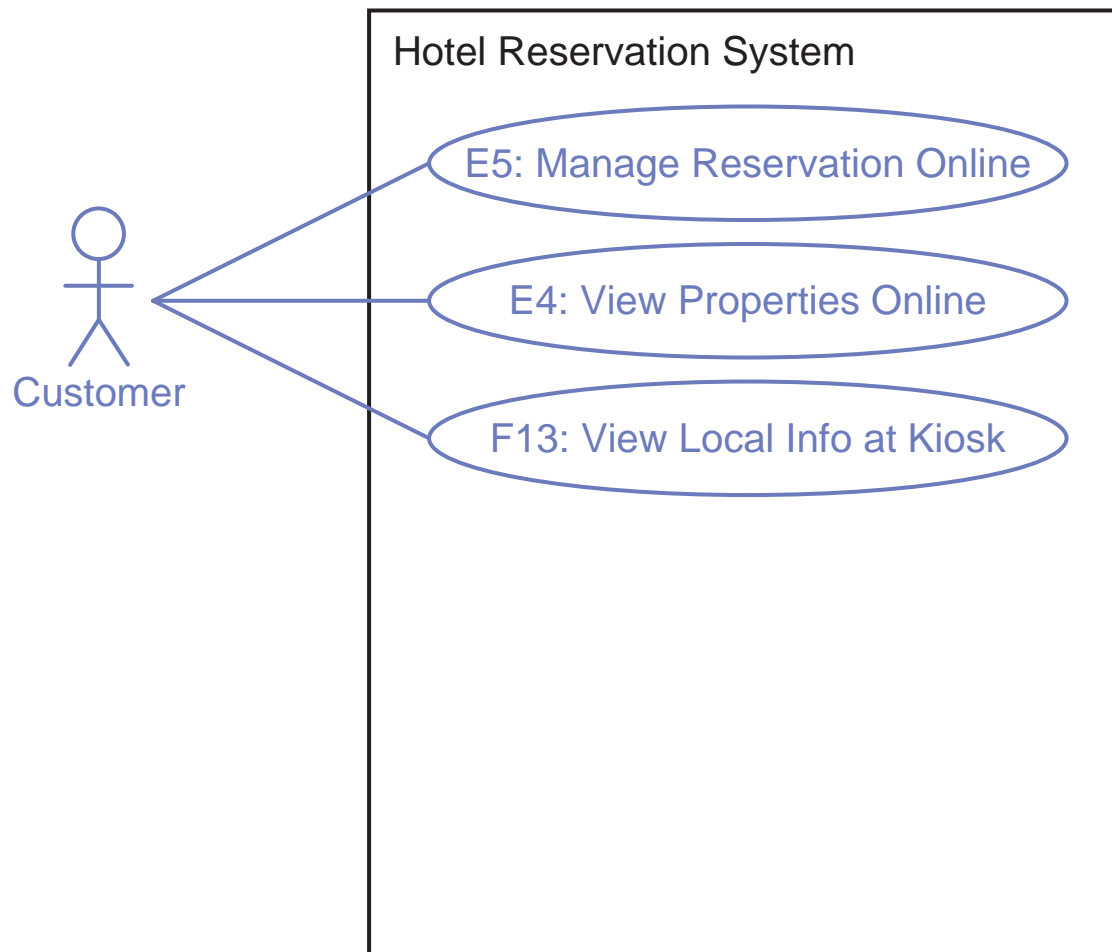 Hotel Reservation System
E5: Manage Reservation Online
E4: View Properties Online
F13: View Local Info at Kiosk
Customer